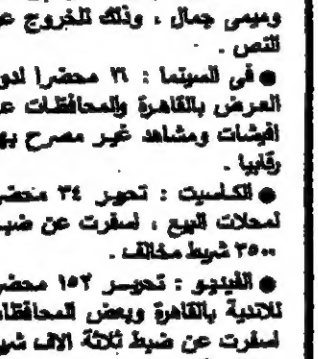 وميمى جمال ، وذلك للخروج عن
النص .
● فى السينما : ٢٦ محضرا لدور
العرض بالقاهرة والمحافظات عن
افيشات ومشاهد غير مصرح بها
رقابيا .
● الكاسيت : تحرير ٣٤ محضرا
لمحلات البيع ، اسفرت عن ضبط
٣٥٠٠ شريط مخالف .
● الفيديو : تحرير ١٥٢ محضرا
للاندية بالقاهرة وبعض المحافظات
اسفرت عن ضبط ثلاثة الاف شريط